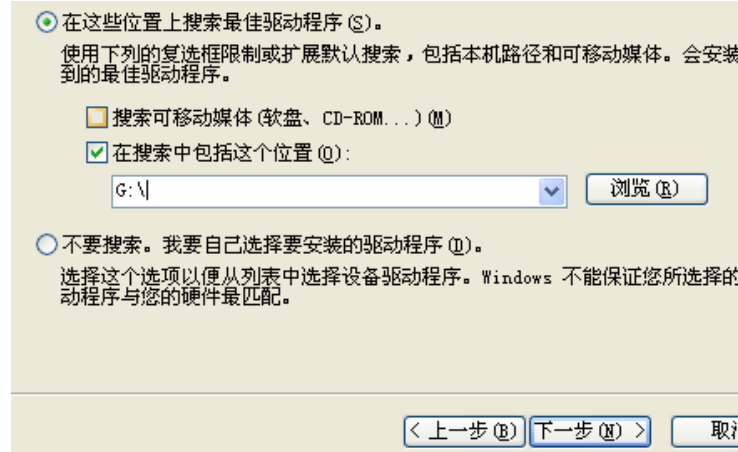 在这些位置上搜索最佳驱动程序(S)。
使用下列的复选框限制或扩展默认搜索，包括本机路径和可移动媒体。会安装
到的最佳驱动程序。
搜索可移动媒体(软盘、CD-ROM...)(M)
在搜索中包括这个位置(O):
G:\
浏览(R)
不要搜索。我要自己选择要安装的驱动程序(D)。
选择这个选项以便从列表中选择设备驱动程序。Windows 不能保证您所选择的
动程序与您的硬件最匹配。
< 上一步(B) 下一步(N) > 取消